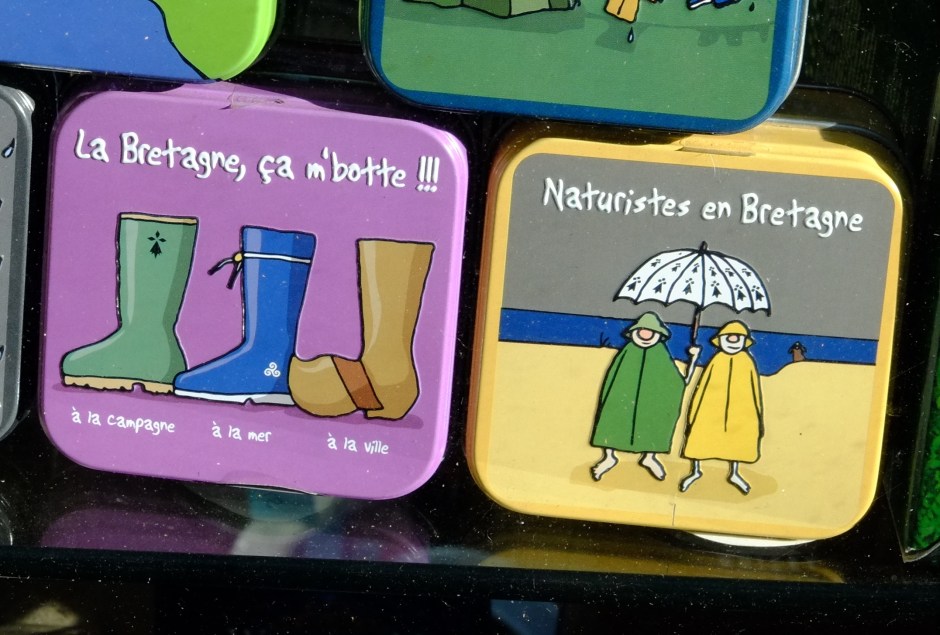 La Bretagne, ça m'botte !!!
à la campagne
à la mer
à la ville
Naturistes en Bretagne